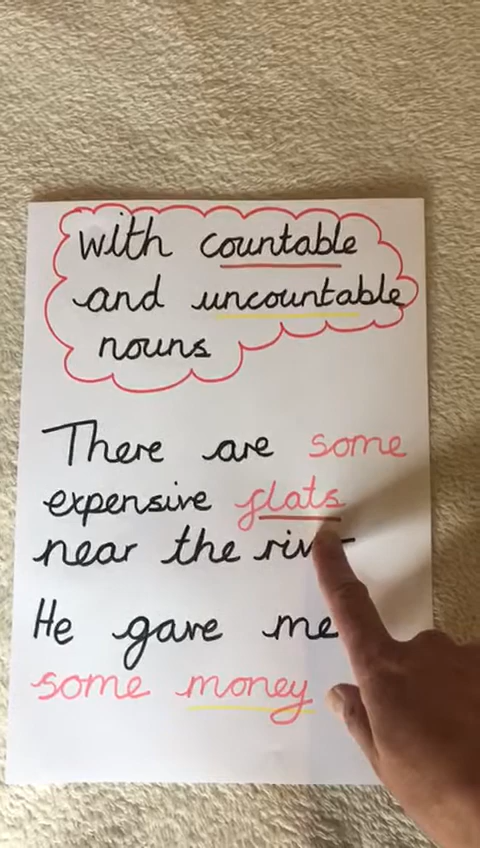 with countable
and uncountable
nouns
There are some
expensive flats
near the
He gave me
some money